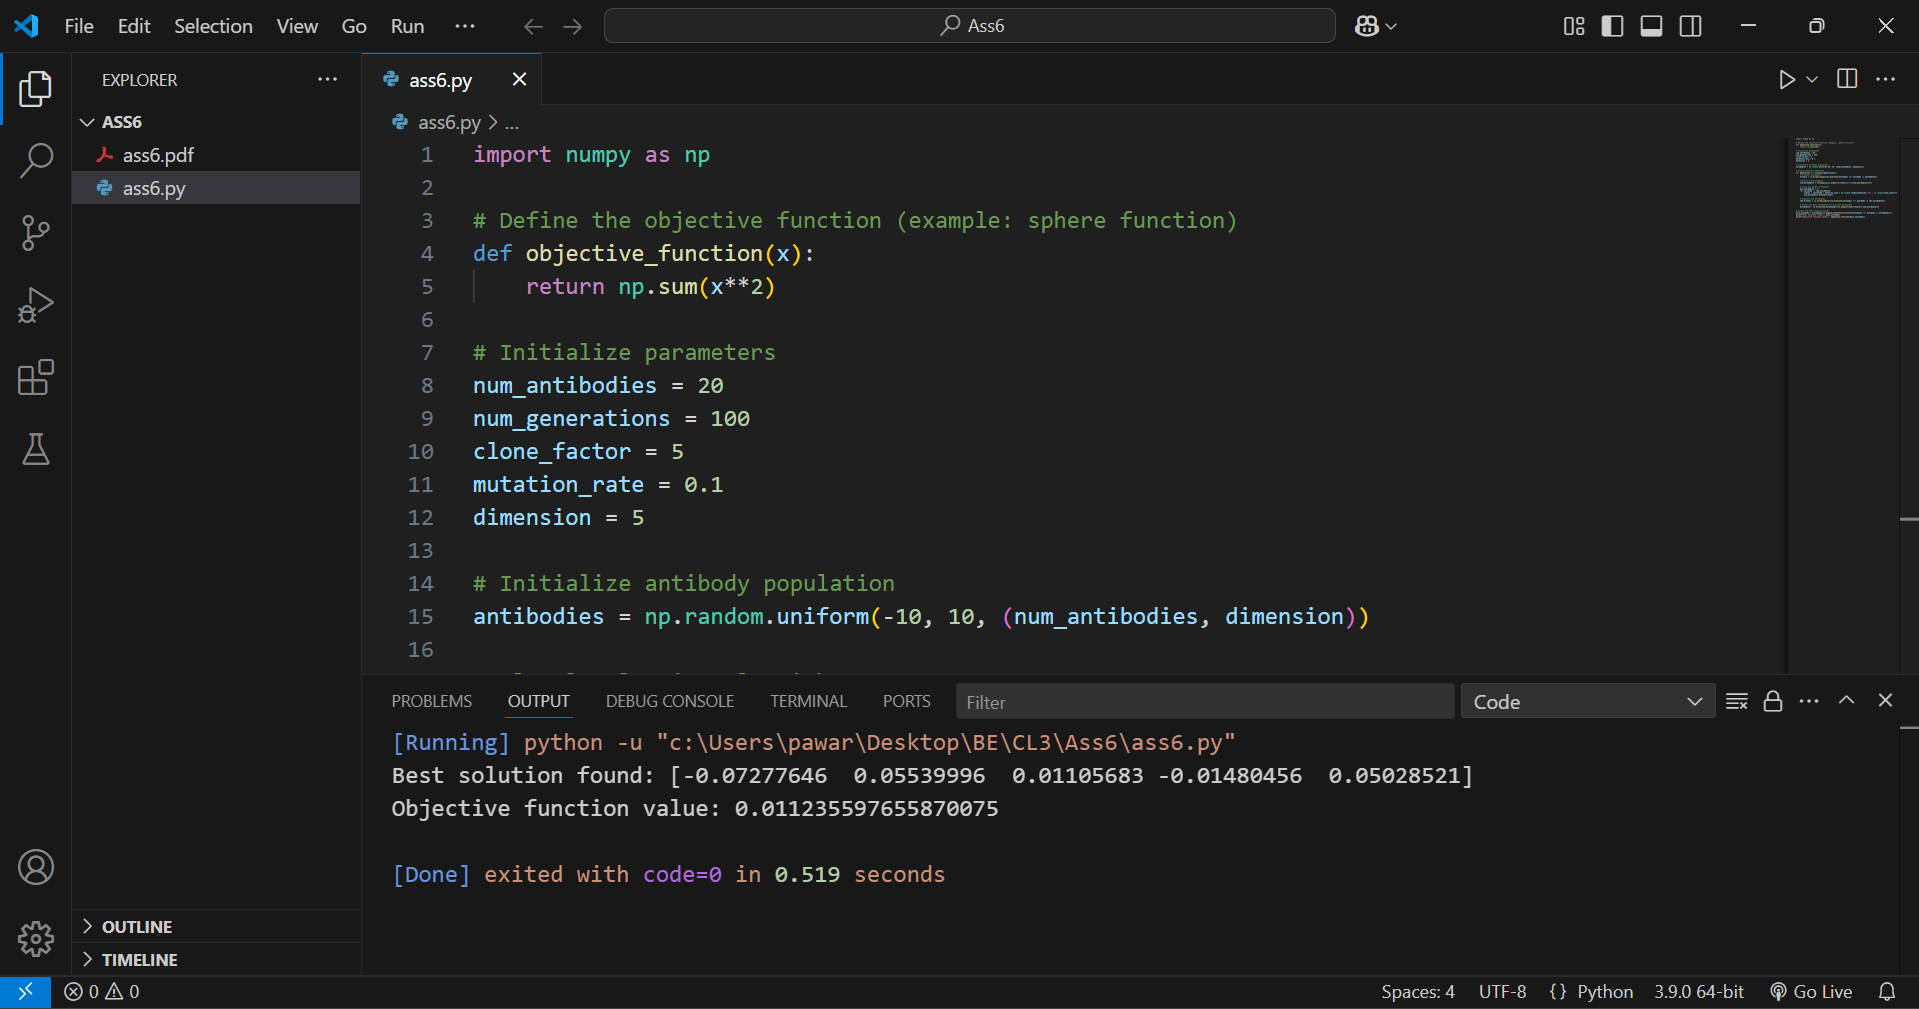 File Edit Selection View Go Run ··· Ass6
EXPLORER ···
ASS6
ass6.pdf
ass6.py
ass6.py
ass6.py > ...
1 import numpy as np
2
3 # Define the objective function (example: sphere function)
4 def objective_function(x):
5 return np.sum(x**2)
6
7 # Initialize parameters
8 num_antibodies = 20
9 num_generations = 100
10 clone_factor = 5
11 mutation_rate = 0.1
12 dimension = 5
13
14 # Initialize antibody population
15 antibodies = np.random.uniform(-10, 10, (num_antibodies, dimension))
16
PROBLEMS OUTPUT DEBUG CONSOLE TERMINAL PORTS Filter Code
[Running] python -u "c:\Users\pawar\Desktop\BE\CL3\Ass6\ass6.py"
Best solution found: [-0.07277646  0.05539996  0.01105683 -0.01480456  0.05028521]
Objective function value: 0.011235597655870075
[Done] exited with code=0 in 0.519 seconds
OUTLINE
TIMELINE
0 0 Spaces: 4 UTF-8 {} Python 3.9.0 64-bit Go Live